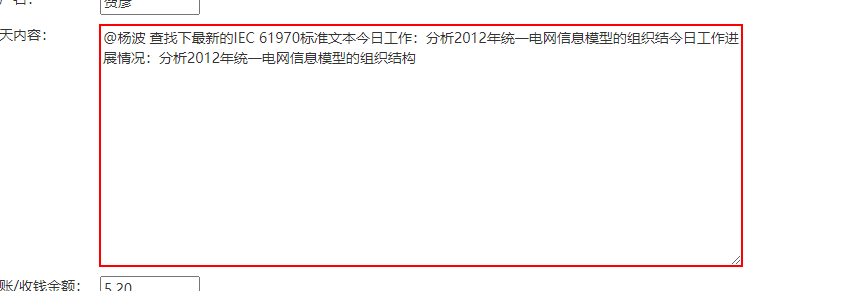 户名：
贾彦
天内容：
@杨波 查找下最新的IEC 61970标准文本今日工作：分析2012年统一电网信息模型的组织结今日工作进
展情况：分析2012年统一电网信息模型的组织结构
账/收钱金额：
5.20